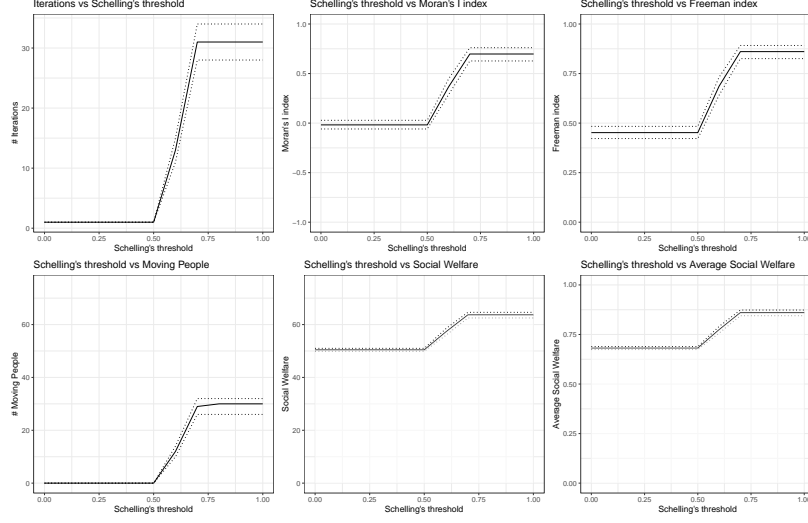 Iterations vs Schelling's threshold
# Iterations
30
20
10
0
0.00 0.25 0.50 0.75 1.00
Schelling's threshold
Schelling's threshold vs Moran's I index
Moran's I index
1.0
0.5
0.0
−0.5
−1.0
0.00 0.25 0.50 0.75 1.00
Schelling's threshold
Schelling's threshold vs Freeman index
Freeman index
1.00
0.75
0.50
0.25
0.00
0.00 0.25 0.50 0.75 1.00
Schelling's threshold
Schelling's threshold vs Moving People
# Moving People
60
40
20
0
0.00 0.25 0.50 0.75 1.00
Schelling's threshold
Schelling's threshold vs Social Welfare
Social Welfare
60
40
20
0
0.00 0.25 0.50 0.75 1.00
Schelling's threshold
Schelling's threshold vs Average Social Welfare
Average Social Welfare
1.00
0.75
0.50
0.25
0.00
0.00 0.25 0.50 0.75 1.00
Schelling's threshold